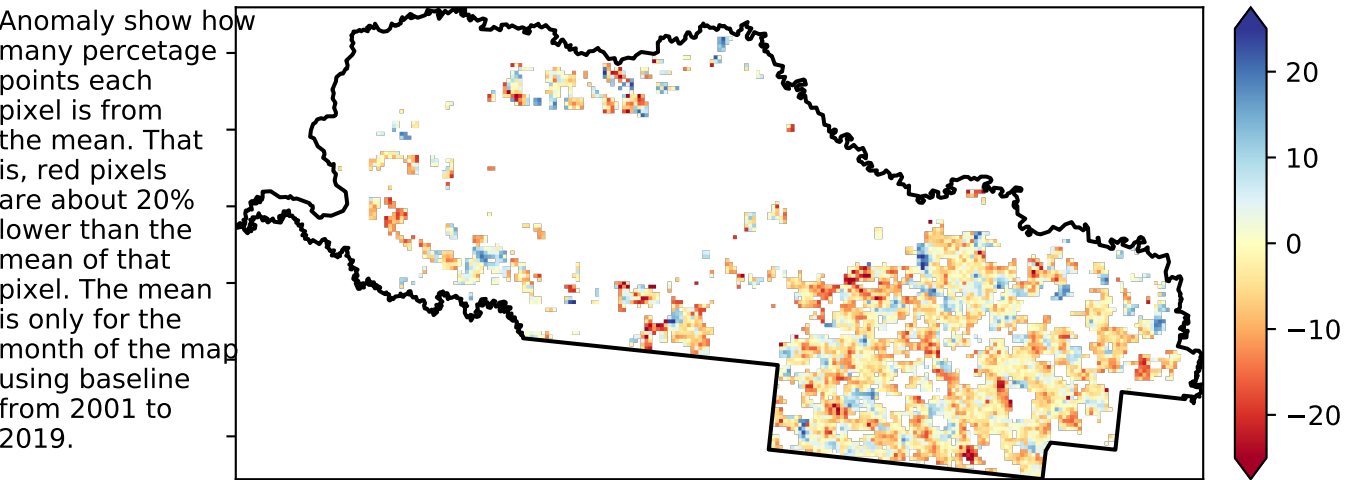 Anomaly show how
many percetage
points each
pixel is from
the mean. That
is, red pixels
are about 20%
lower than the
mean of that
pixel. The mean
is only for the
month of the map
using baseline
from 2001 to
2019.
20
10
0
−10
−20